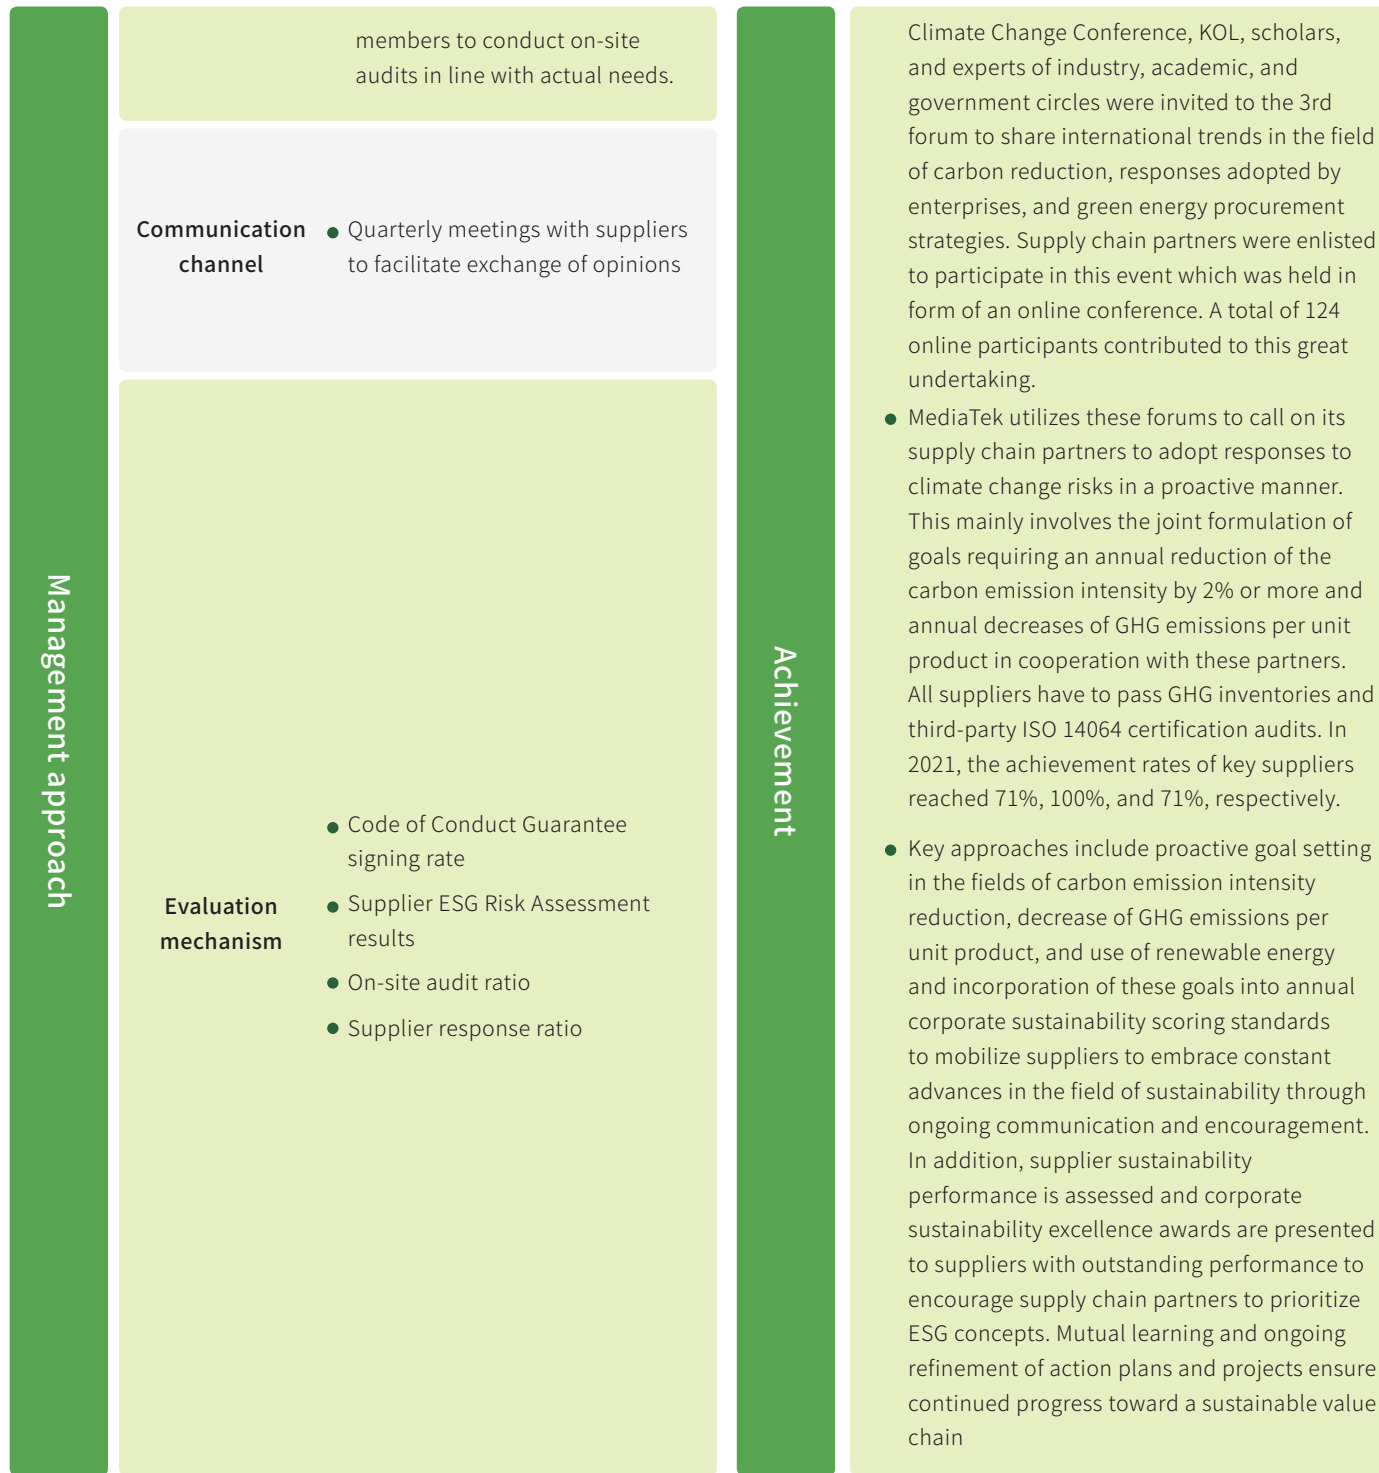 Management approach
members to conduct on-site
audits in line with actual needs.
Communication
channel
● Quarterly meetings with suppliers
to facilitate exchange of opinions
Evaluation
mechanism
● Code of Conduct Guarantee
signing rate
● Supplier ESG Risk Assessment
results
● On-site audit ratio
● Supplier response ratio
Achievement
Climate Change Conference, KOL, scholars,
and experts of industry, academic, and
government circles were invited to the 3rd
forum to share international trends in the field
of carbon reduction, responses adopted by
enterprises, and green energy procurement
strategies. Supply chain partners were enlisted
to participate in this event which was held in
form of an online conference. A total of 124
online participants contributed to this great
undertaking.
● MediaTek utilizes these forums to call on its
supply chain partners to adopt responses to
climate change risks in a proactive manner.
This mainly involves the joint formulation of
goals requiring an annual reduction of the
carbon emission intensity by 2% or more and
annual decreases of GHG emissions per unit
product in cooperation with these partners.
All suppliers have to pass GHG inventories and
third-party ISO 14064 certification audits. In
2021, the achievement rates of key suppliers
reached 71%, 100%, and 71%, respectively.
● Key approaches include proactive goal setting
in the fields of carbon emission intensity
reduction, decrease of GHG emissions per
unit product, and use of renewable energy
and incorporation of these goals into annual
corporate sustainability scoring standards
to mobilize suppliers to embrace constant
advances in the field of sustainability through
ongoing communication and encouragement.
In addition, supplier sustainability
performance is assessed and corporate
sustainability excellence awards are presented
to suppliers with outstanding performance to
encourage supply chain partners to prioritize
ESG concepts. Mutual learning and ongoing
refinement of action plans and projects ensure
continued progress toward a sustainable value
chain